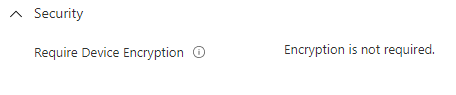 Security
Require Device Encryption Encryption is not required.